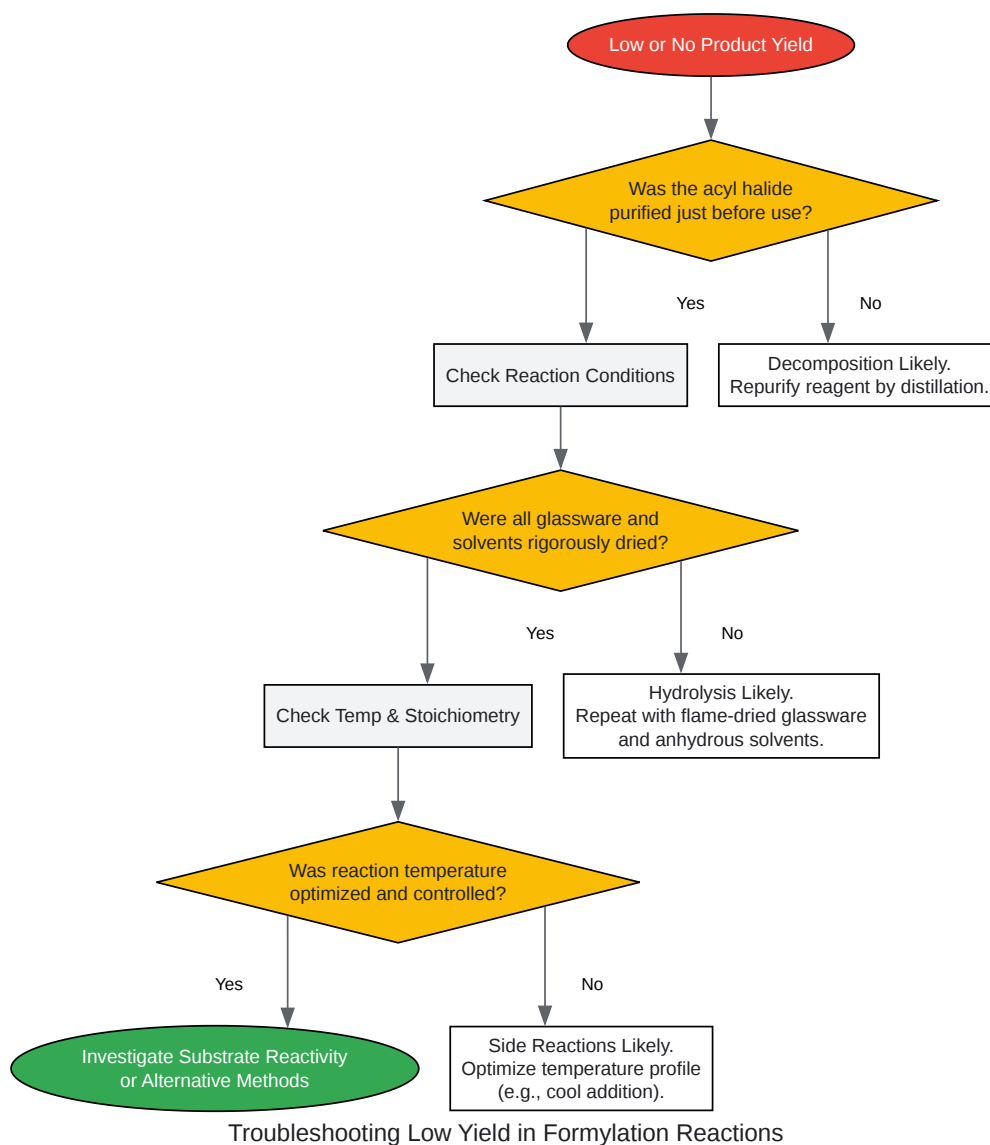 Low or No Product Yield
Was the acyl halide
purified just before use?
Yes
No
Check Reaction Conditions
Decomposition Likely.
Repurify reagent by distillation.
Were all glassware and
solvents rigorously dried?
Yes
No
Check Temp & Stoichiometry
Hydrolysis Likely.
Repeat with flame-dried glassware
and anhydrous solvents.
Was reaction temperature
optimized and controlled?
Yes
No
Investigate Substrate Reactivity
or Alternative Methods
Side Reactions Likely.
Optimize temperature profile
(e.g., cool addition).
Troubleshooting Low Yield in Formylation Reactions